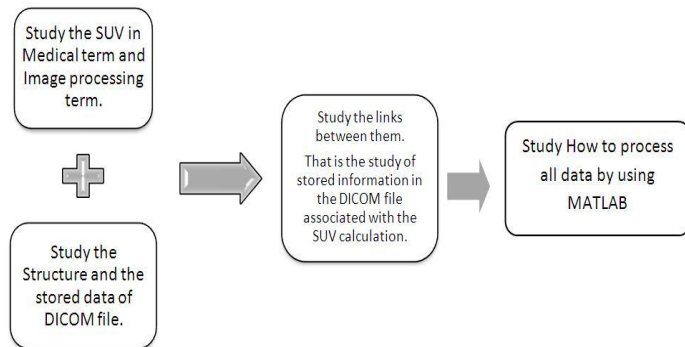 Study the SUV in
Medical term and
Image processing
term.
Study the
Structure and the
stored data of
DICOM file.
Study the links
between them.
That is the study of
stored information in
the DICOM file
associated with the
SUV calculation.
Study How to process
all data by using
MATLAB